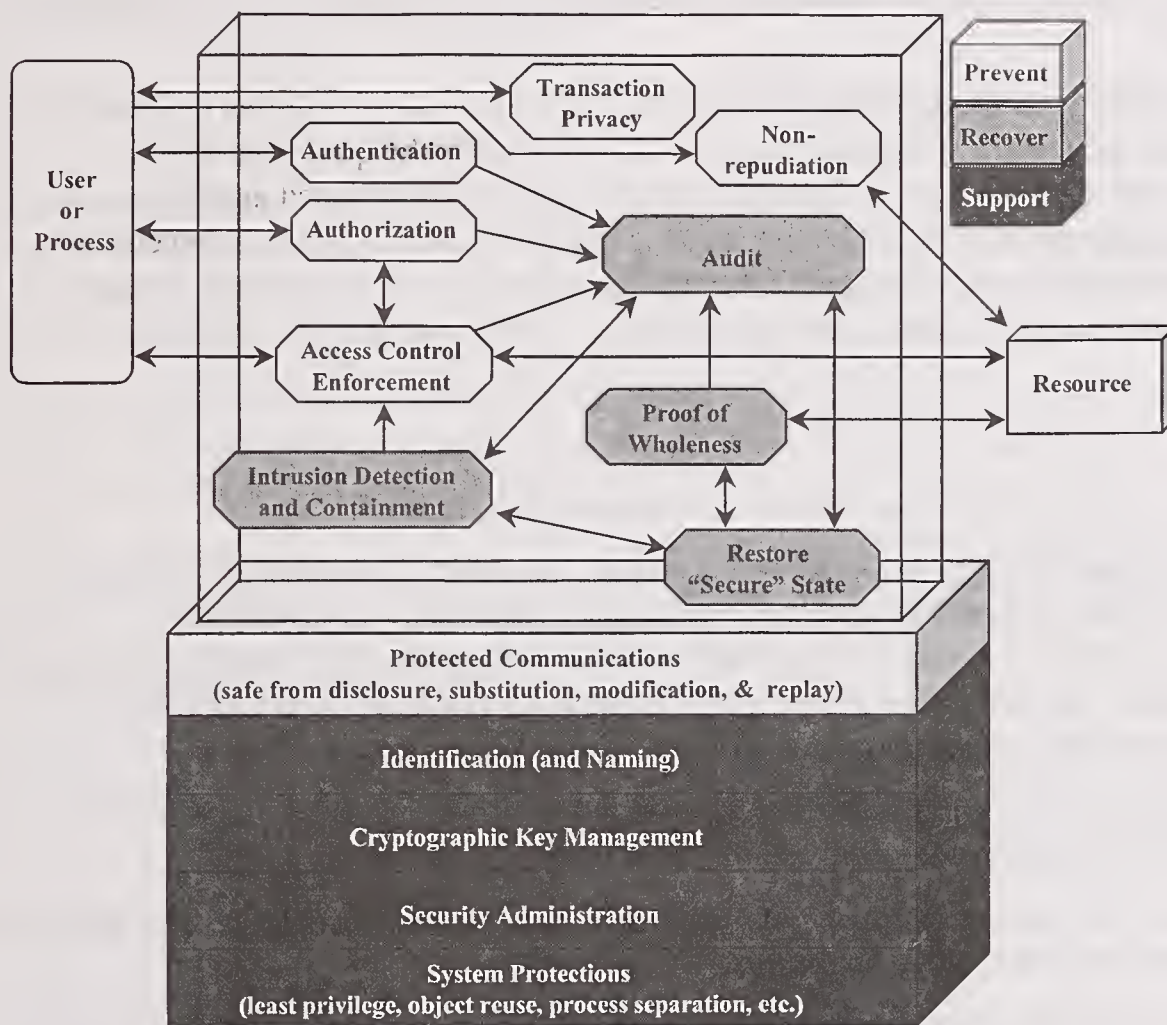 Prevent
Recover
Support
Transaction
Privacy
Non-
repudiation
User
or
Process
Authentication
Authorization
Audit
Access Control
Enforcement
Resource
Proof of
Wholeness
Intrusion Detection
and Containment
Restore
“Secure” State
Protected Communications
(safe from disclosure, substitution, modification, & replay)
Identification (and Naming)
Cryptographic Key Management
Security Administration
System Protections
(least privilege, object reuse, process separation, etc.)